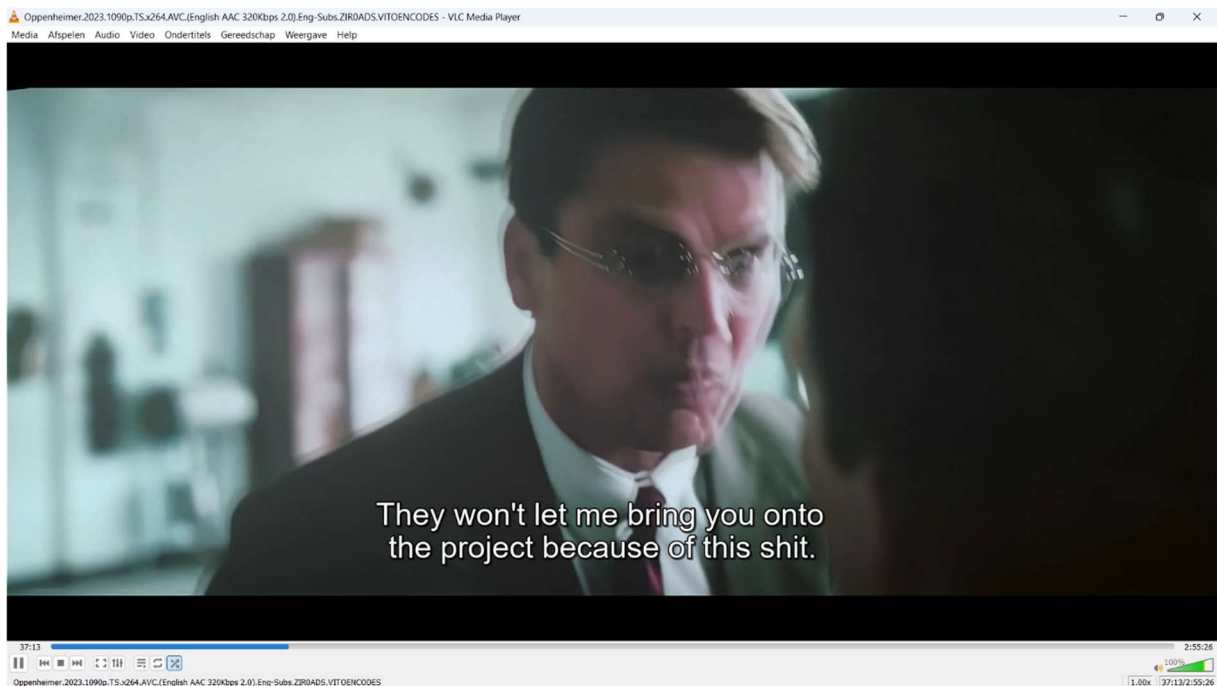 Oppenheimer.2023.1090p.TS.x264.AVC.(English AAC 320Kbps 2.0).Eng-Subs.ZIR0ADS.VITOENCODES - VLC Media Player
Media Afspelen Audio Video Ondertitels Gereedschap Weergave Help
They won't let me bring you onto
the project because of this shit.
37:13 2:55:26
100%
Oppenheimer.2023.1090p.TS.x264.AVC.(English AAC 320Kbps 2.0).Eng-Subs.ZIR0ADS.VITOENCODES 1.00x 37:13/2:55:26